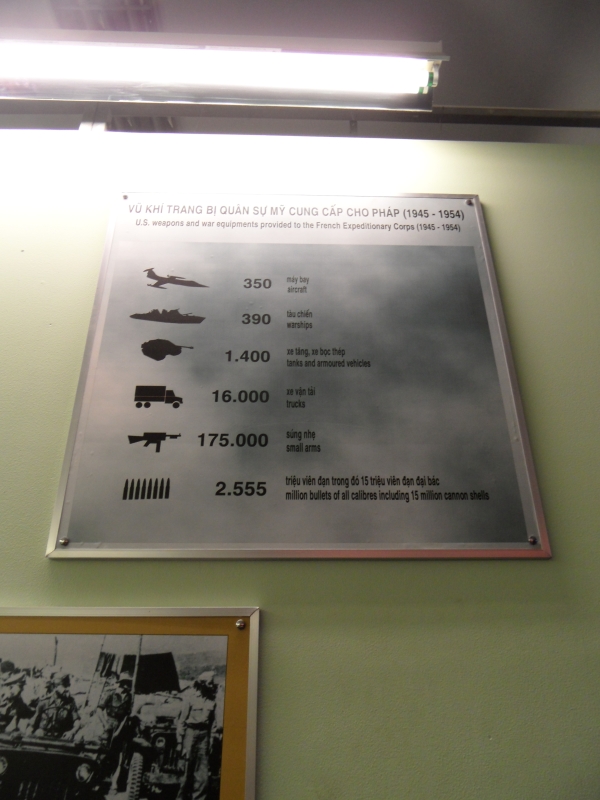 VŨ KHÍ TRANG BỊ QUÂN SỰ MỸ CUNG CẤP CHO PHÁP (1945 - 1954)
U.S. weapons and war equipments provided to the French Expeditionary Corps (1945 - 1954)
350 máy bay
aircraft
390 tàu chiến
warships
1.400 xe tăng, xe bọc thép
tanks and armoured vehicles
16.000 xe vận tải
trucks
175.000 súng nhẹ
small arms
2.555 triệu viên đạn trong đó 15 triệu viên đạn đại bác
million bullets of all calibres including 15 million cannon shells